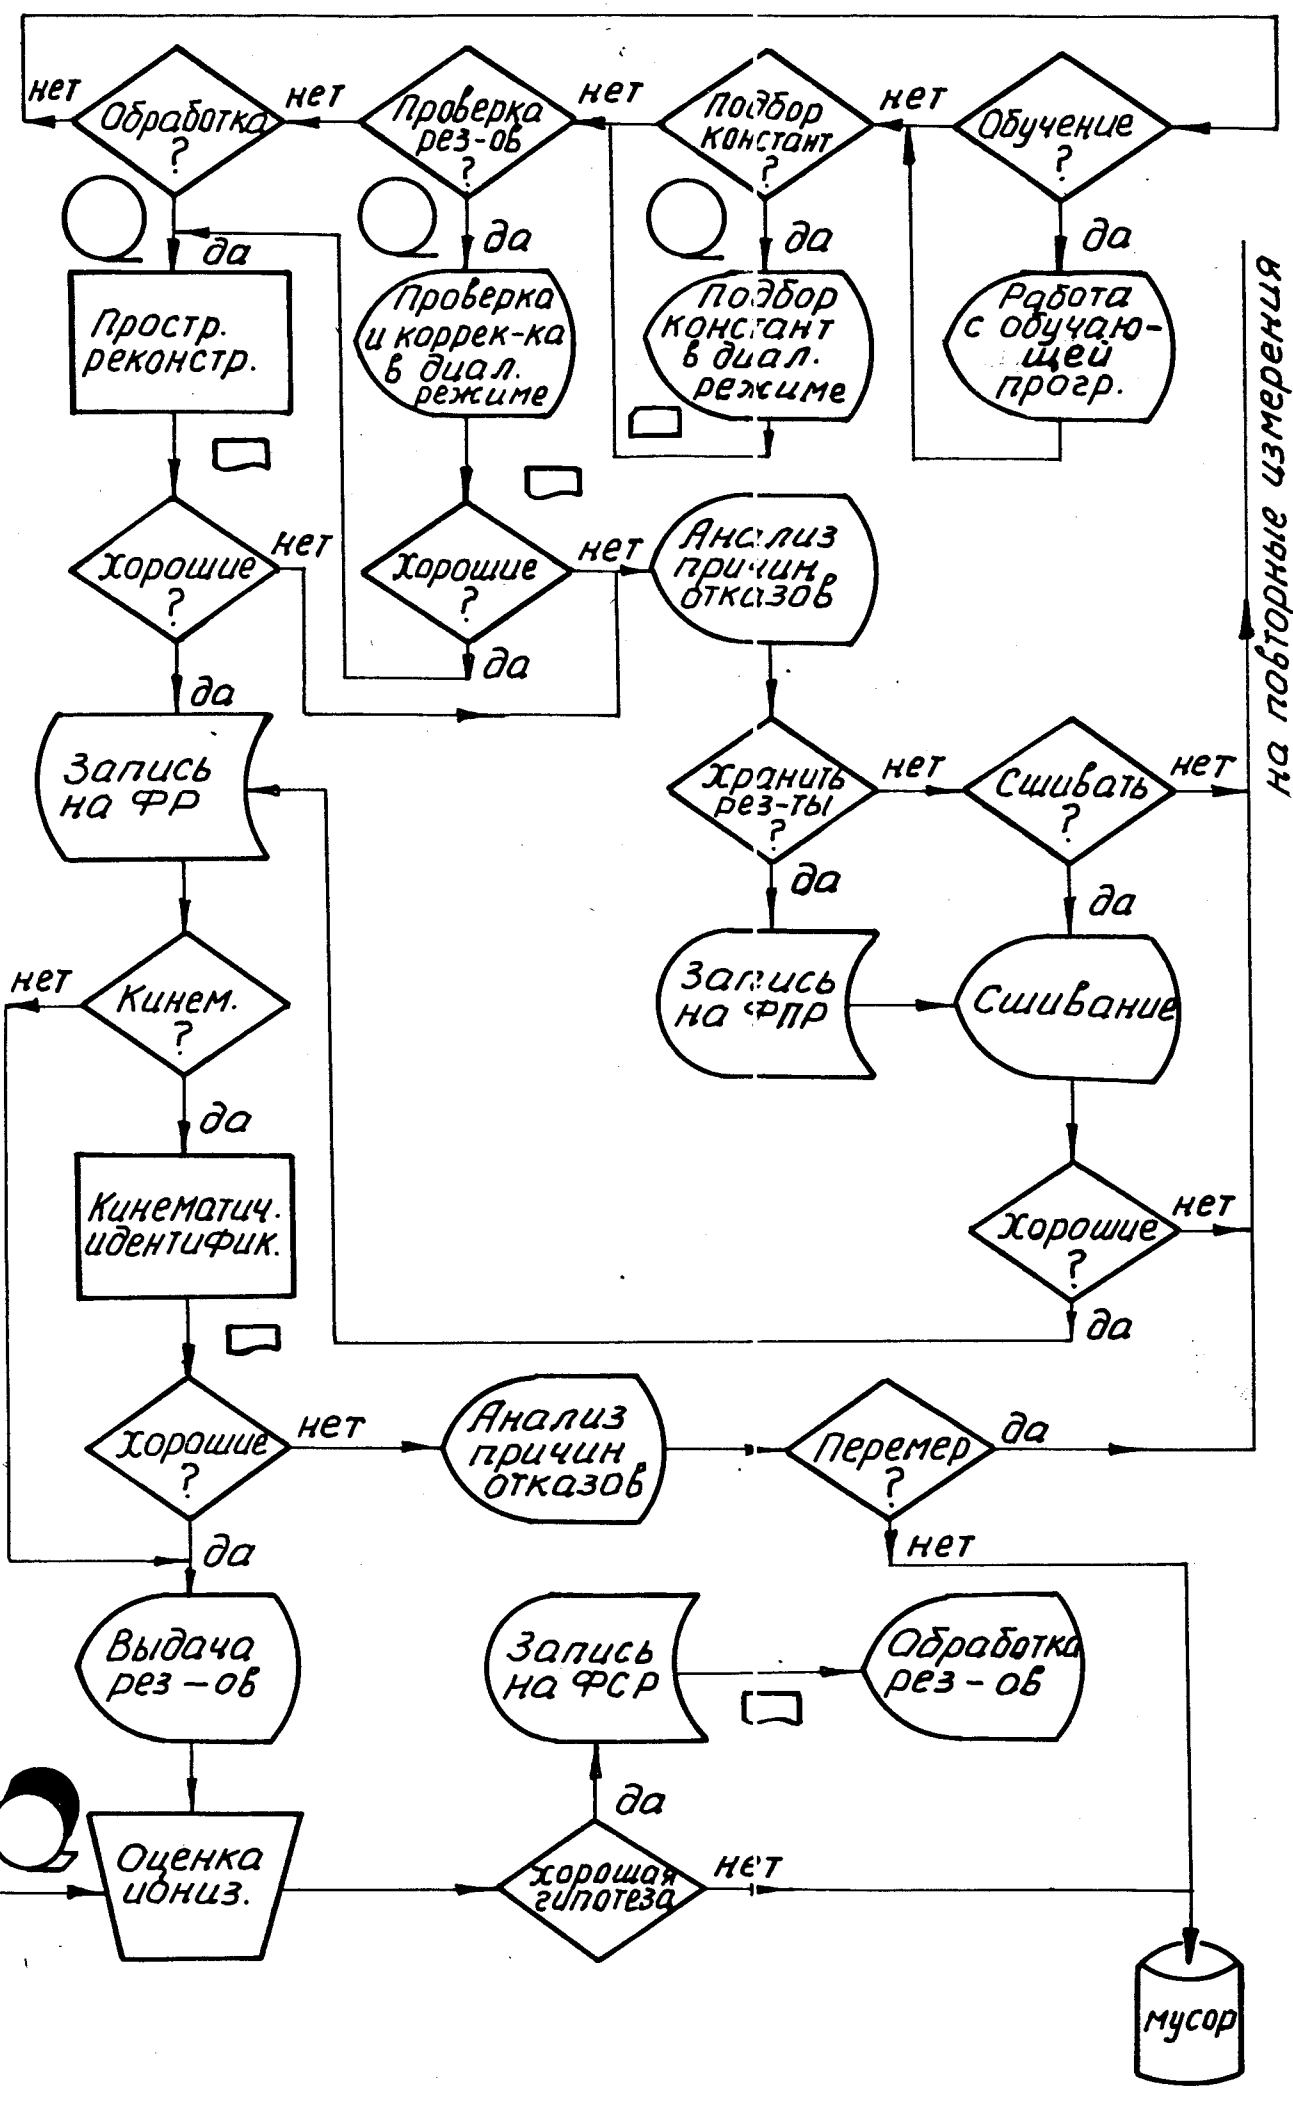 нет
Обработка
?
нет
Проверка
рез-ов
?
нет
Подбор
констант
?
нет
Обучение
?
да
да
да
да
Простр.
реконстр.
Проверка
и коррек-ка
в диал.
режиме
Подбор
констант
в диал.
режиме
Работа
с обучаю-
щей
прогр.
на повторные измерения
хорошие
?
нет
хорошие
?
нет
Анализ
причин
отказов
да
да
Запись
на ФР
Хранить
рез-ты
?
нет
Сшивать
?
нет
да
да
Запись
на ФПР
Сшивание
нет
Кинем.
?
да
Кинематич.
идентифик.
хорошие
?
нет
да
хорошие
?
нет
Анализ
причин
отказов
Перемер
?
да
да
нет
Выдача
рез-ов
Запись
на ФСР
Обработка
рез-ов
да
Оценка
иониз.
хорошая
гипотеза
нет
мусор